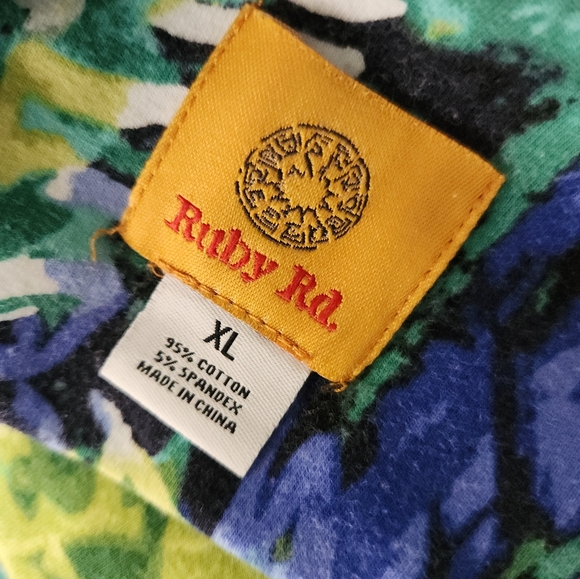 Ruby Rd.
XL
95% COTTON
5% SPANDEX
MADE IN CHINA